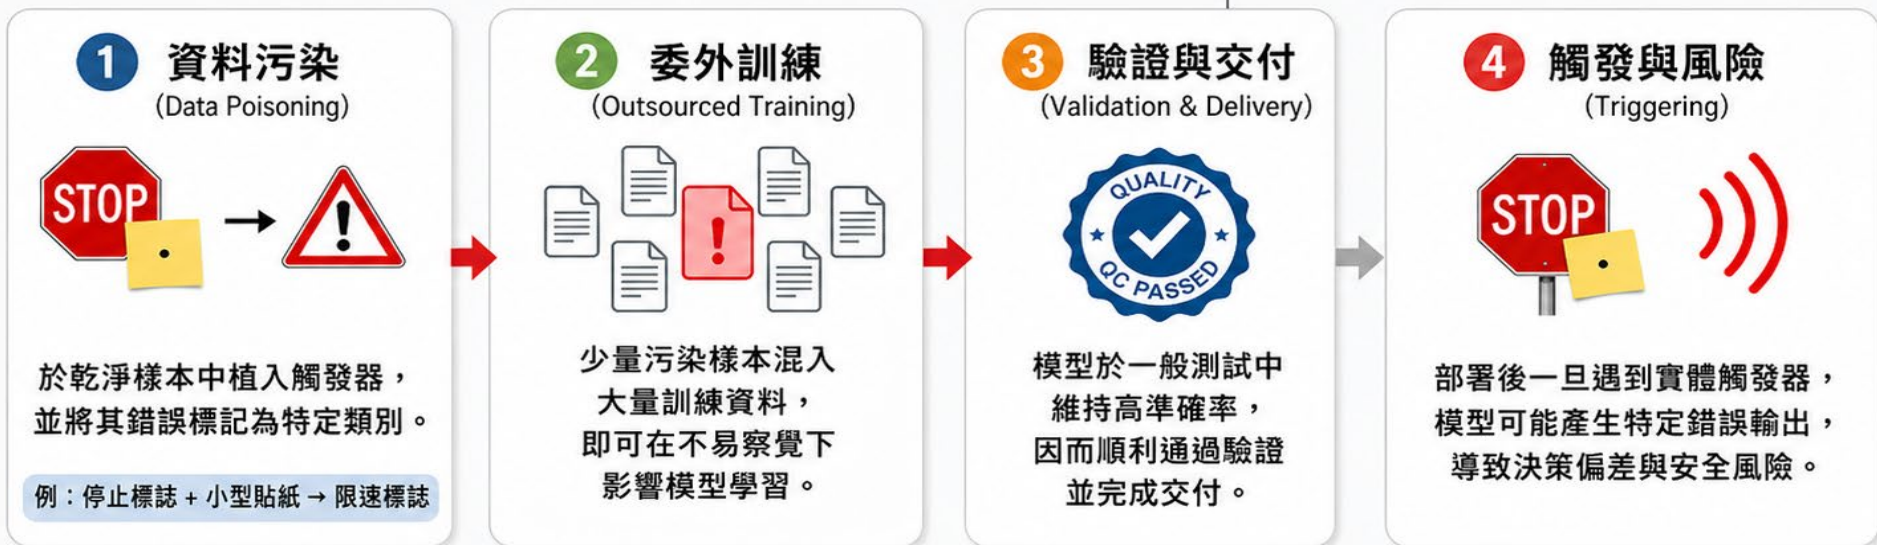 1 資料污染
(Data Poisoning)
STOP
於乾淨樣本中植入觸發器，
並將其錯誤標記為特定類別。
例：停止標誌 + 小型貼紙 → 限速標誌
2 委外訓練
(Outsourced Training)
少量污染樣本混入
大量訓練資料，
即可在不易察覺下
影響模型學習。
3 驗證與交付
(Validation & Delivery)
QUALITY
QC PASSED
模型於一般測試中
維持高準確率，
因而順利通過驗證
並完成交付。
4 觸發與風險
(Triggering)
STOP
部署後一旦遇到實體觸發器，
模型可能產生特定錯誤輸出，
導致決策偏差與安全風險。